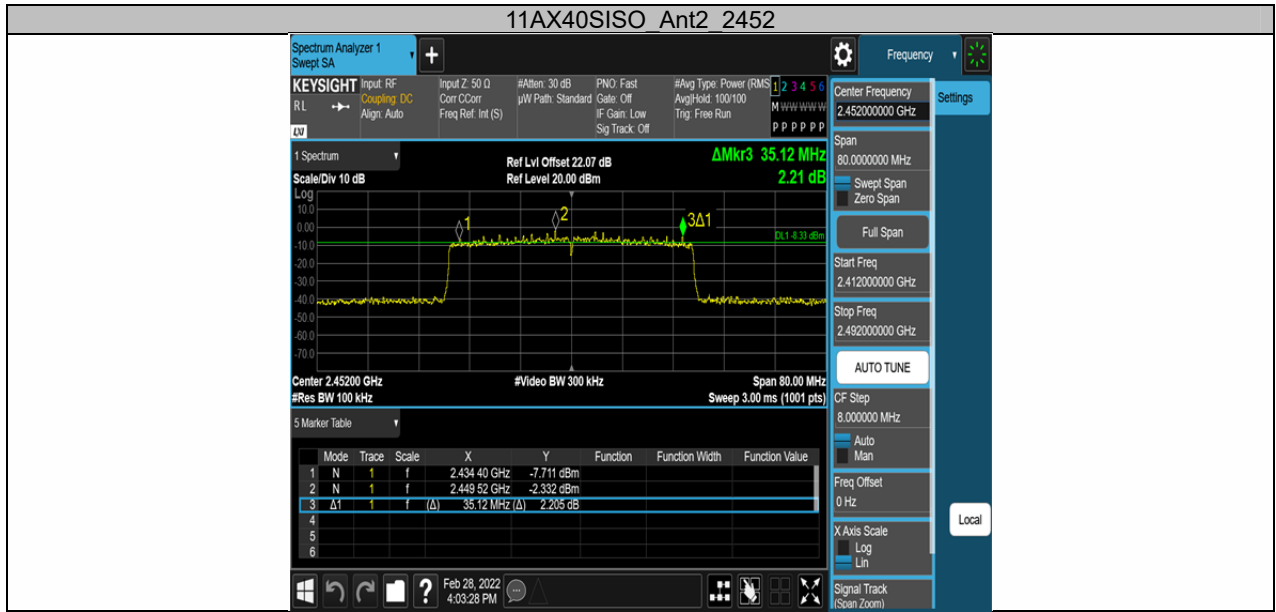 11AX40SISO_Ant2_2452
Spectrum Analyzer 1
Swept SA
+
Frequency
KEYSIGHT
RL
LXI
Input: RF
Coupling: DC
Align: Auto
Input Z: 50 Ω
Corr CCorr
Freq Ref: Int (S)
#Atten: 30 dB
µW Path: Standard
PNO: Fast
Gate: Off
IF Gain: Low
Sig Track: Off
#Avg Type: Power (RMS
Avg|Hold: 100/100
Trig: Free Run
1 2 3 4 5 6
M W W W W W
P P P P P P
1 Spectrum
Scale/Div 10 dB
Ref Lvl Offset 22.07 dB
Ref Level 20.00 dBm
ΔMkr3 35.12 MHz
2.21 dB
Log
10.0
0.00
-10.0
-20.0
-30.0
-40.0
-50.0
-60.0
-70.0
1
2
3Δ1
DL1 -8.33 dBm
Center 2.45200 GHz
#Video BW 300 kHz
Span 80.00 MHz
#Res BW 100 kHz
Sweep 3.00 ms (1001 pts)
5 Marker Table
Mode Trace Scale X Y Function Function Width Function Value
1 N 1 f 2.434 40 GHz -7.711 dBm
2 N 1 f 2.449 52 GHz -2.332 dBm
3 Δ1 1 f (Δ) 35.12 MHz (Δ) 2.205 dB
4
5
6
?
Feb 28, 2022
4:03:28 PM
Center Frequency
2.452000000 GHz
Span
80.0000000 MHz
Swept Span
Zero Span
Full Span
Start Freq
2.412000000 GHz
Stop Freq
2.492000000 GHz
AUTO TUNE
CF Step
8.000000 MHz
Auto
Man
Freq Offset
0 Hz
X Axis Scale
Log
Lin
Signal Track
(Span Zoom)
Settings
Local